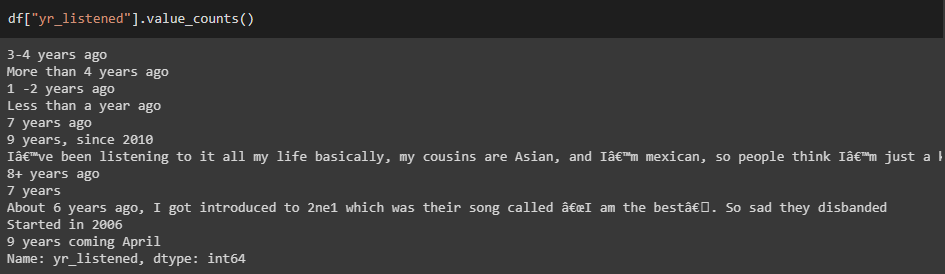 df["yr_listened"].value_counts()
3-4 years ago
More than 4 years ago
1 -2 years ago
Less than a year ago
7 years ago
9 years, since 2010
Iâ€™ve been listening to it all my life basically, my cousins are Asian, and Iâ€™m mexican, so people think Iâ€™m just a
8+ years ago
7 years
About 6 years ago, I got introduced to 2ne1 which was their song called â€œI am the bestâ€. So sad they disbanded
Started in 2006
9 years coming April
Name: yr_listened, dtype: int64